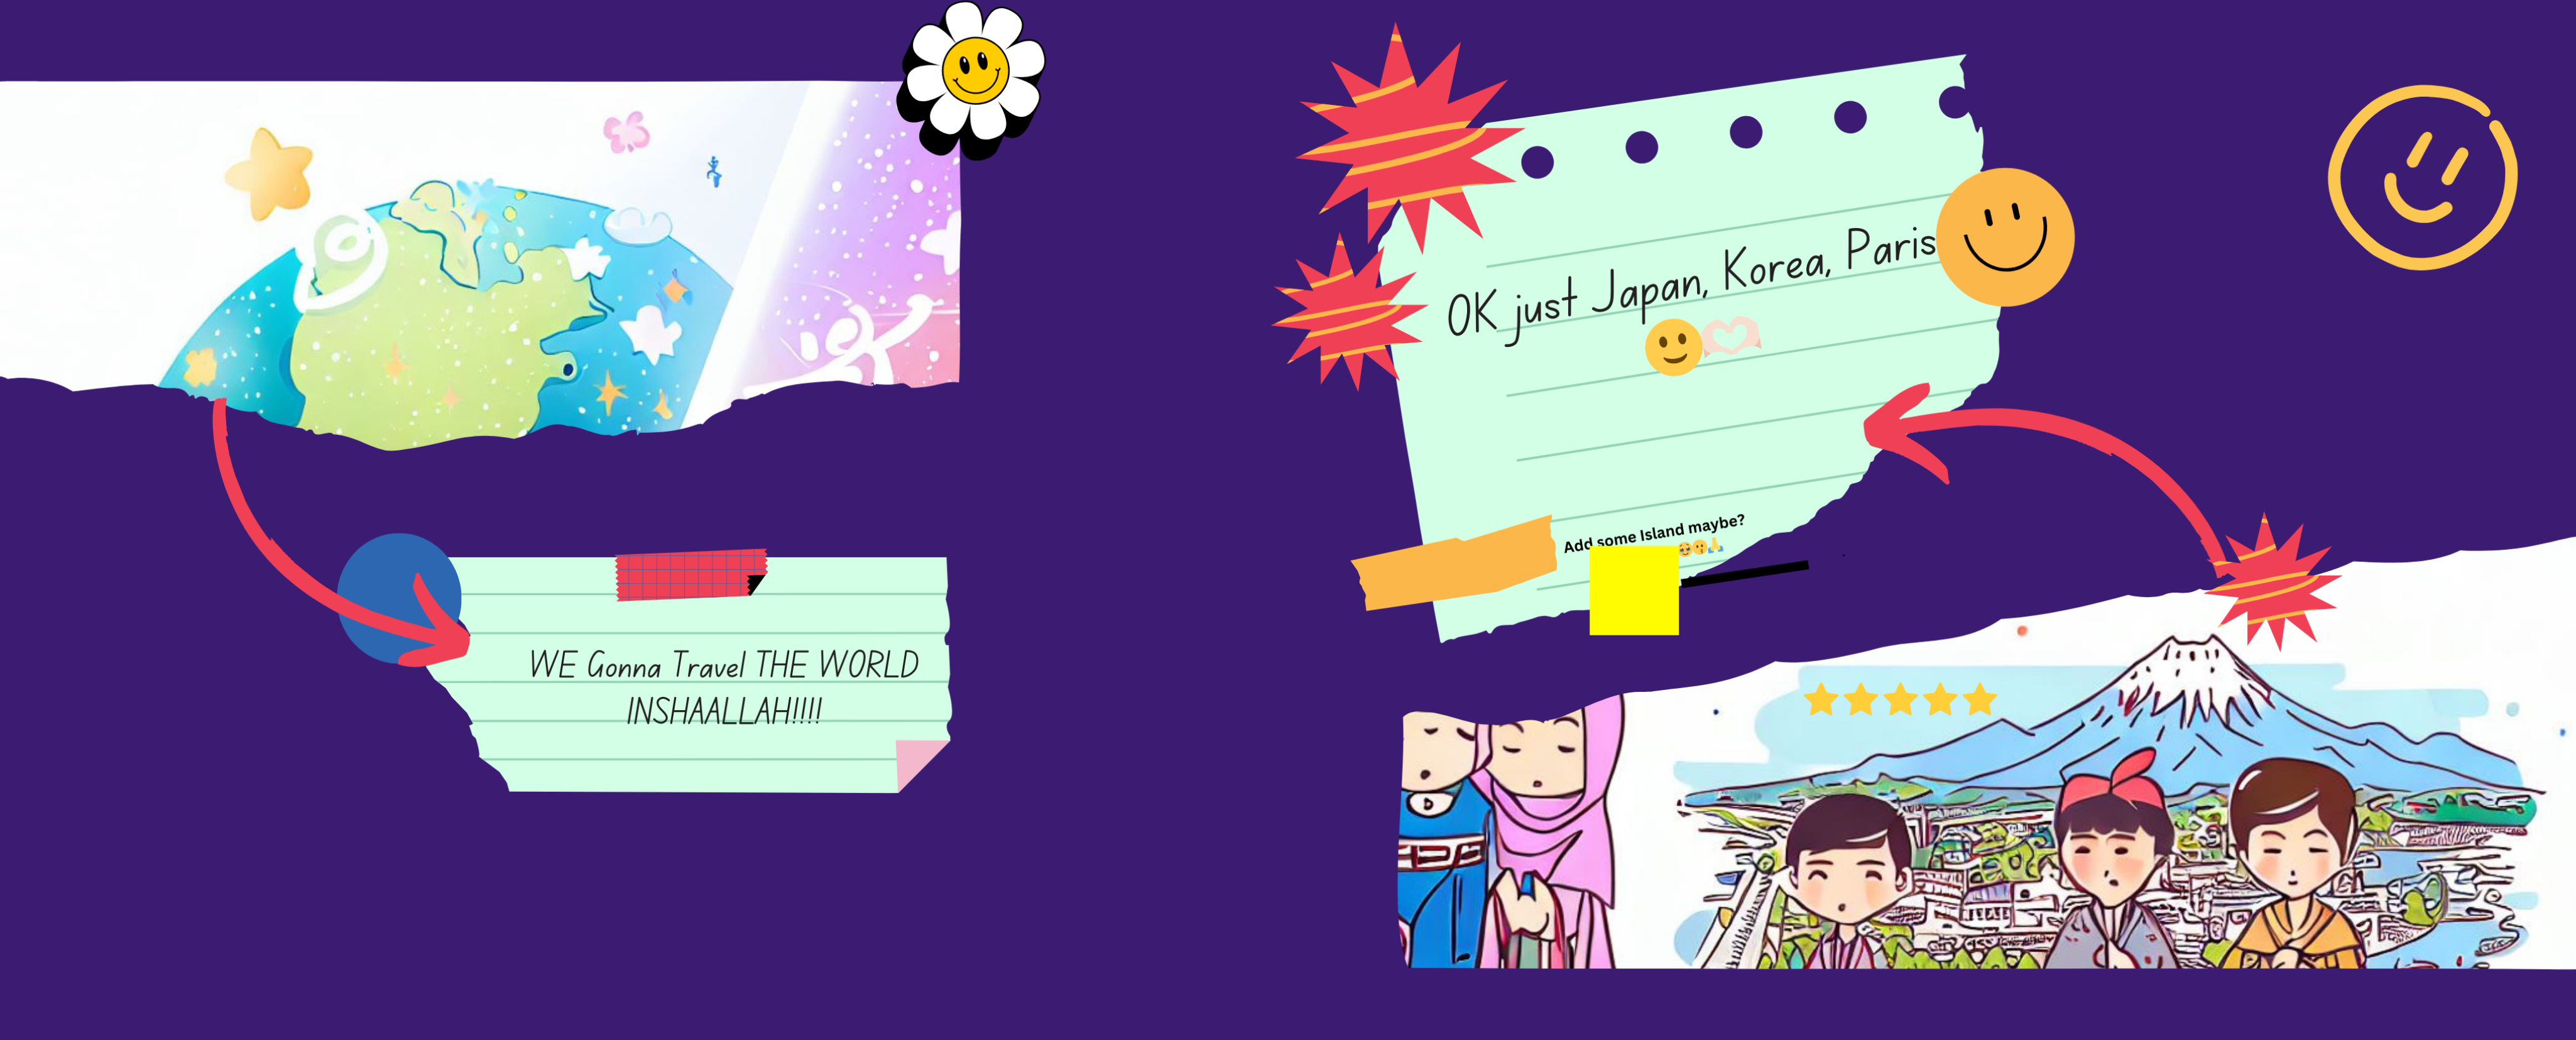 WE Gonna Travel THE WORLD
INSHAALLAH!!!!
OK just Japan, Korea, Paris
🙂🫶🏻
Add some Island maybe?
🥹🤫🙏